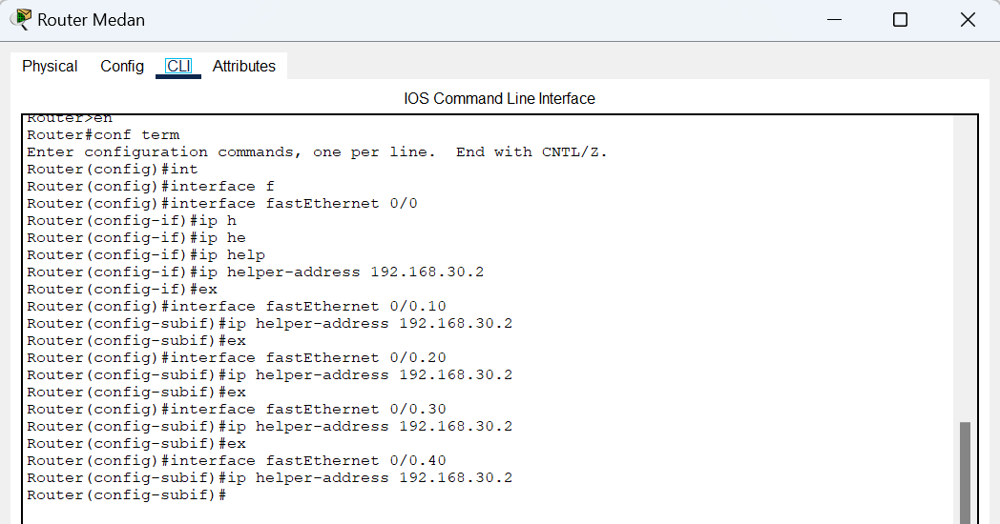 Router Medan
Physical Config CLI Attributes
IOS Command Line Interface
Router>en
Router#conf term
Enter configuration commands, one per line.  End with CNTL/Z.
Router(config)#int
Router(config)#interface f
Router(config)#interface fastEthernet 0/0
Router(config-if)#ip h
Router(config-if)#ip he
Router(config-if)#ip help
Router(config-if)#ip helper-address 192.168.30.2
Router(config-if)#ex
Router(config)#interface fastEthernet 0/0.10
Router(config-subif)#ip helper-address 192.168.30.2
Router(config-subif)#ex
Router(config)#interface fastEthernet 0/0.20
Router(config-subif)#ip helper-address 192.168.30.2
Router(config-subif)#ex
Router(config)#interface fastEthernet 0/0.30
Router(config-subif)#ip helper-address 192.168.30.2
Router(config-subif)#ex
Router(config)#interface fastEthernet 0/0.40
Router(config-subif)#ip helper-address 192.168.30.2
Router(config-subif)#